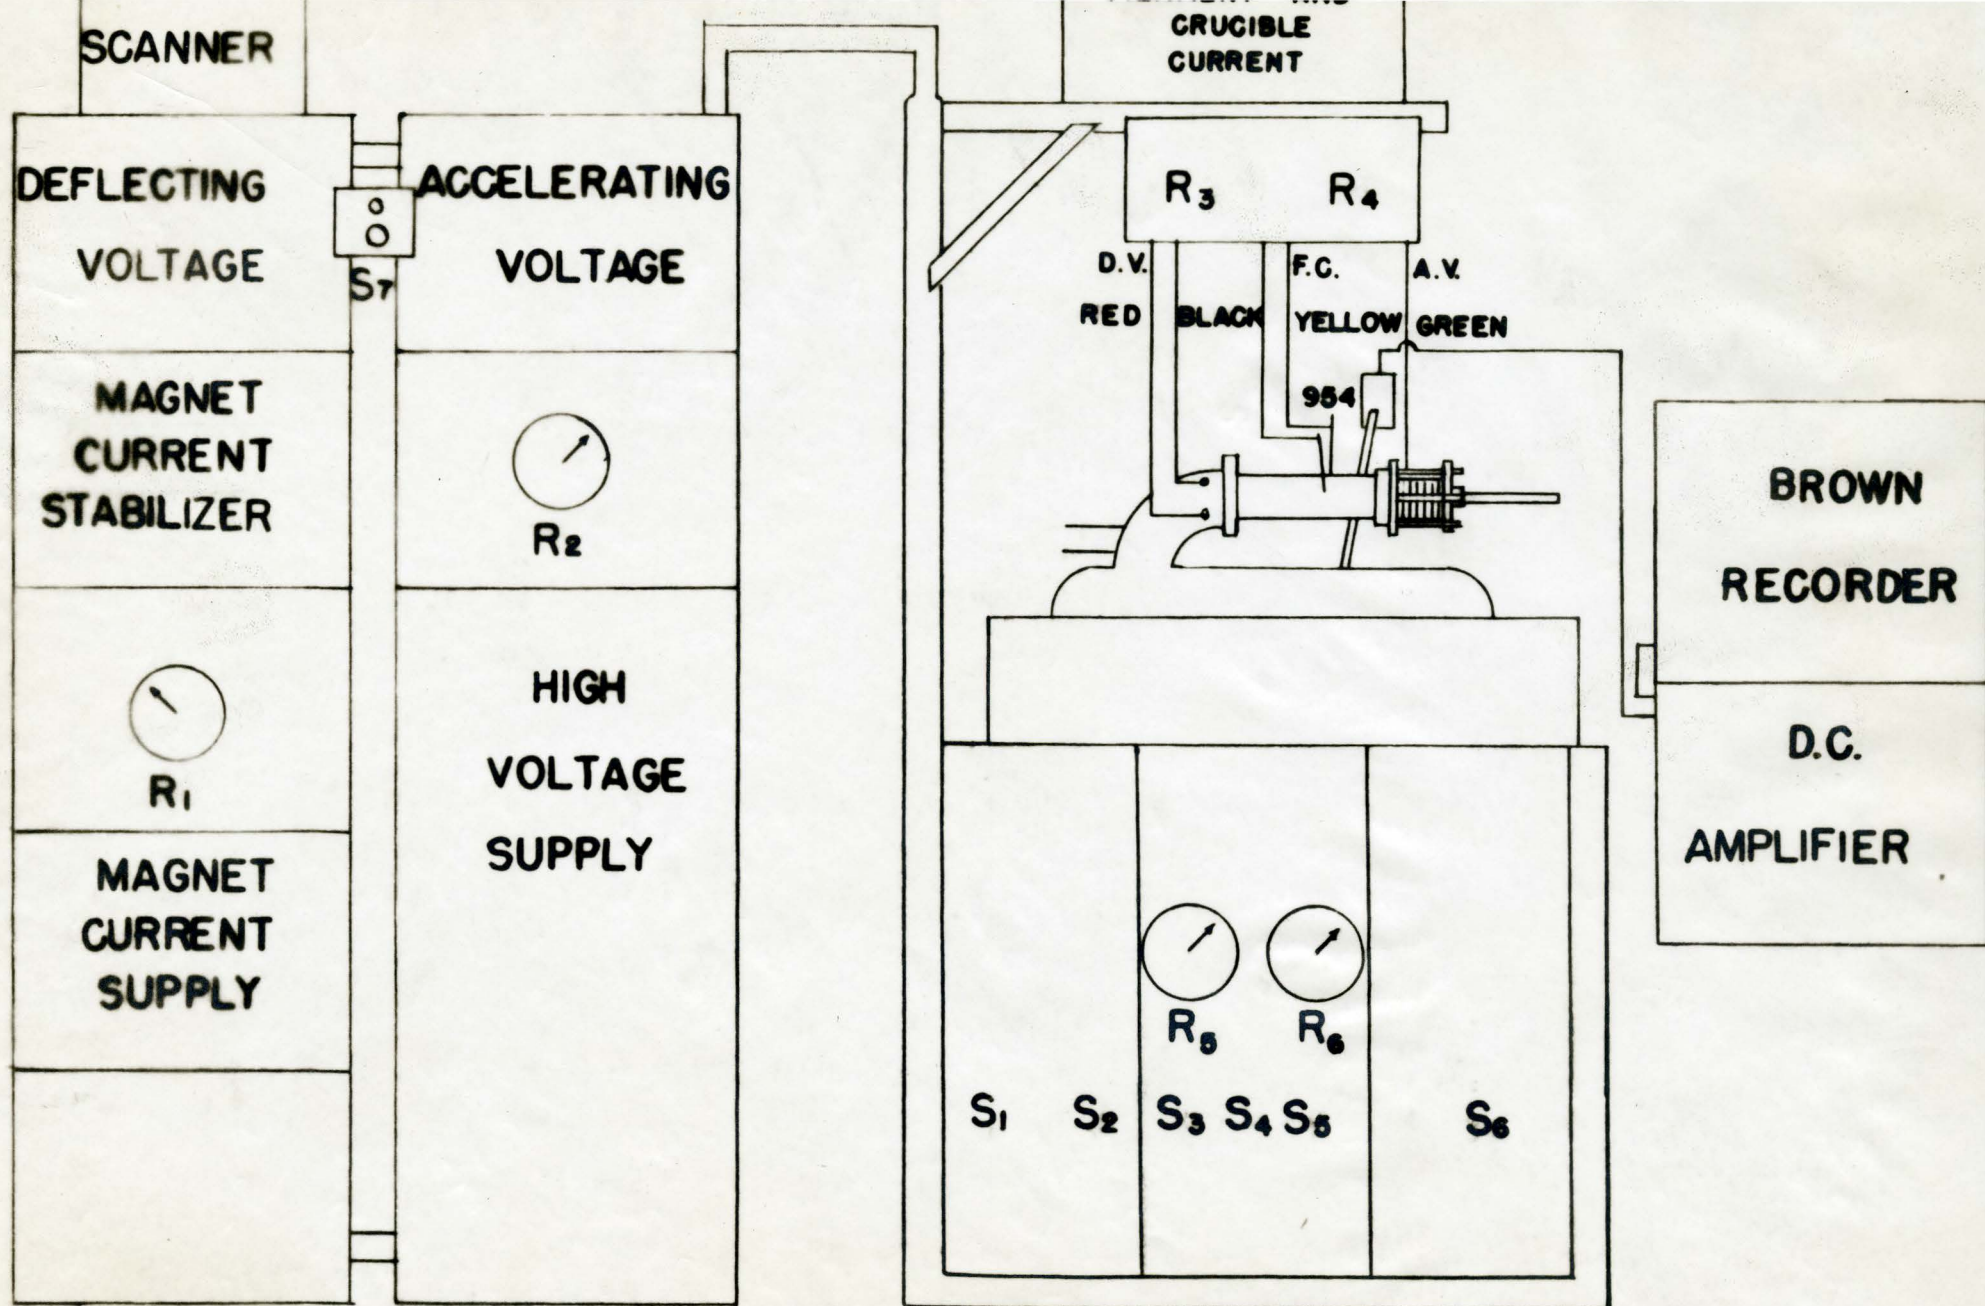 SCANNER
DEFLECTING
VOLTAGE
S7
MAGNET
CURRENT
STABILIZER
R1
MAGNET
CURRENT
SUPPLY
ACCELERATING
VOLTAGE
R2
HIGH
VOLTAGE
SUPPLY
CRUCIBLE
CURRENT
R3 R4
D.V. F.C. A.V.
RED BLACK YELLOW GREEN
954
R5 R6
S1 S2 S3 S4 S5 S6
BROWN
RECORDER
D.C.
AMPLIFIER